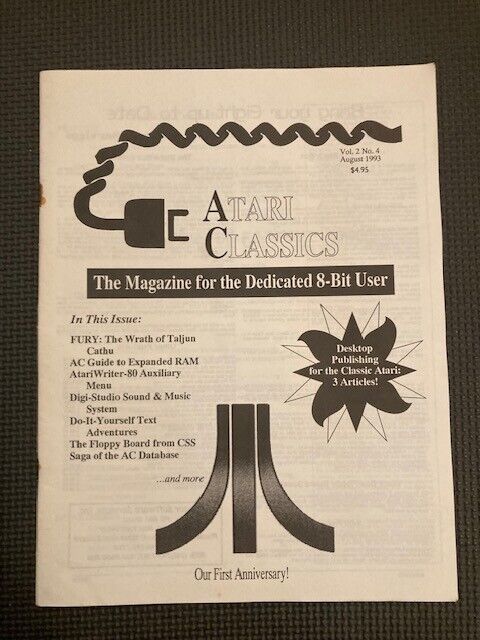 Vol. 2 No. 4
August 1993
$4.95
ATARI
CLASSICS
The Magazine for the Dedicated 8-Bit User
In This Issue:
FURY: The Wrath of Taljun
Cathu
AC Guide to Expanded RAM
AtariWriter-80 Auxiliary
Menu
Digi-Studio Sound & Music
System
Do-It-Yourself Text
Adventures
The Floppy Board from CSS
Saga of the AC Database
...and more
Desktop
Publishing
for the Classic Atari:
3 Articles!
Our First Anniversary!